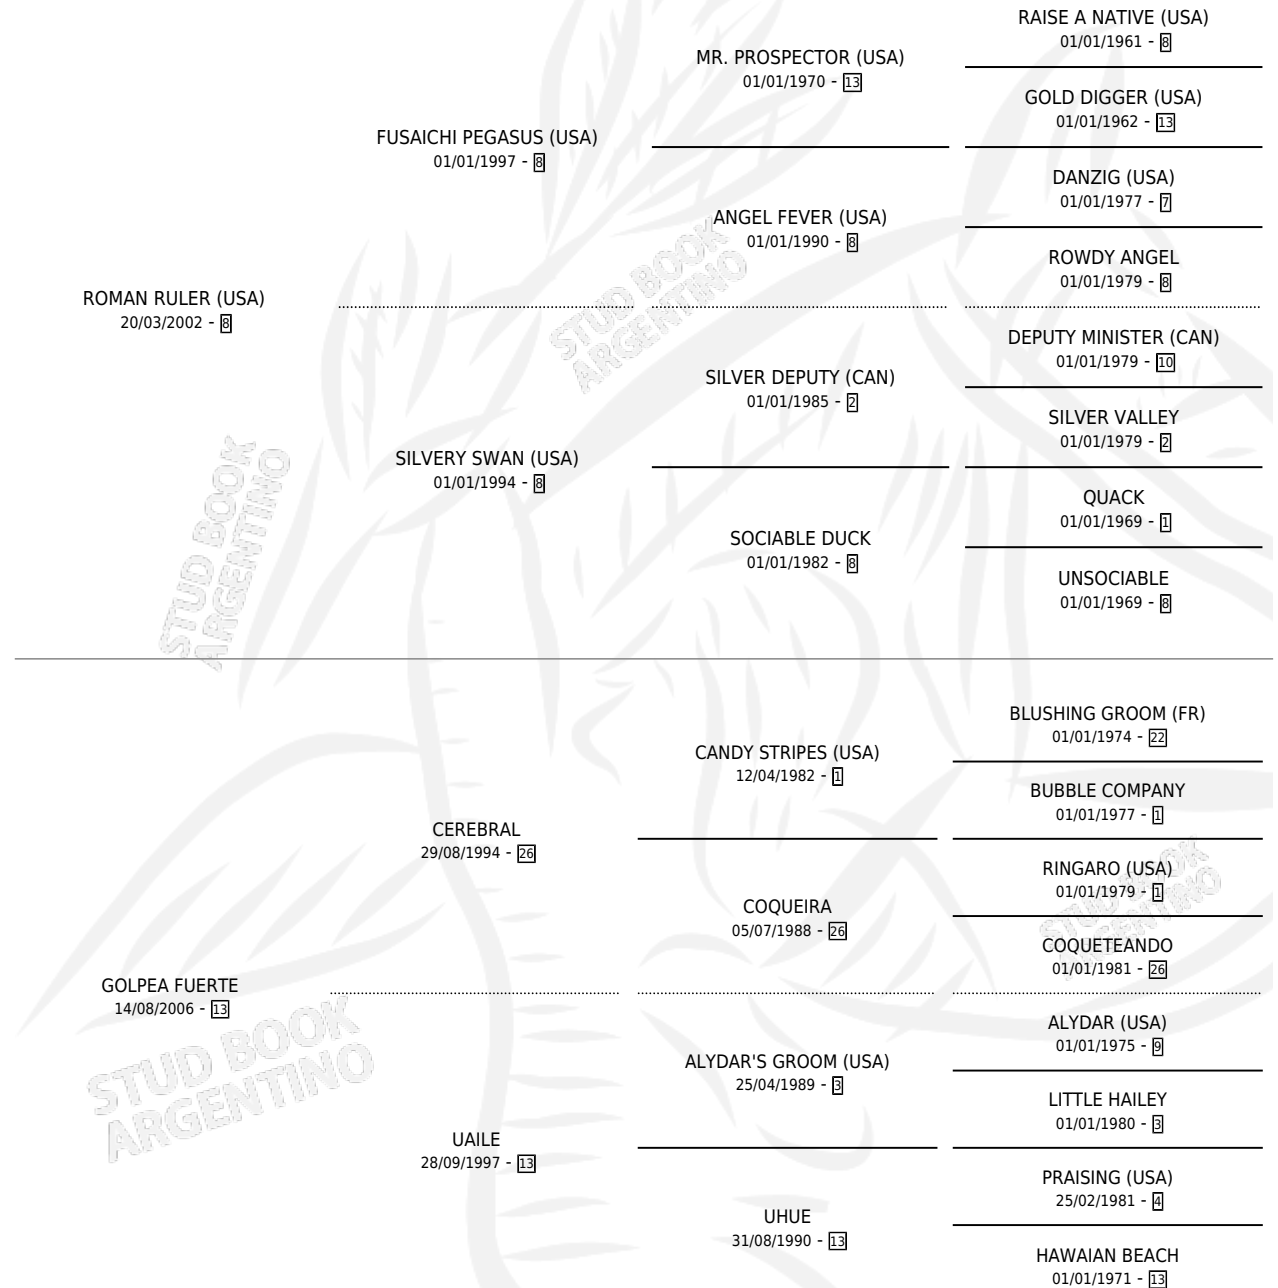 RAISE A NATIVE (USA)
01/01/1961 - 8
MR. PROSPECTOR (USA)
01/01/1970 - 13
GOLD DIGGER (USA)
01/01/1962 - 13
FUSAICHI PEGASUS (USA)
01/01/1997 - 8
DANZIG (USA)
01/01/1977 - 7
ANGEL FEVER (USA)
01/01/1990 - 8
ROWDY ANGEL
01/01/1979 - 8
ROMAN RULER (USA)
20/03/2002 - 8
STUD BOOK
ARGENTINO
DEPUTY MINISTER (CAN)
01/01/1979 - 10
SILVER DEPUTY (CAN)
01/01/1985 - 2
SILVER VALLEY
01/01/1979 - 2
SILVERY SWAN (USA)
01/01/1994 - 8
QUACK
01/01/1969 - 1
SOCIABLE DUCK
01/01/1982 - 8
UNSOCIABLE
01/01/1969 - 8
STUD BOOK
ARGENTINO
BLUSHING GROOM (FR)
01/01/1974 - 22
CANDY STRIPES (USA)
12/04/1982 - 1
BUBBLE COMPANY
01/01/1977 - 1
CEREBRAL
29/08/1994 - 26
RINGARO (USA)
01/01/1979 - 1
COQUEIRA
05/07/1988 - 26
COQUETEANDO
01/01/1981 - 26
STUD BOOK
ARGENTINO
GOLPEA FUERTE
14/08/2006 - 13
ALYDAR (USA)
01/01/1975 - 9
ALYDAR'S GROOM (USA)
25/04/1989 - 3
LITTLE HAILEY
01/01/1980 - 3
STUD BOOK
ARGENTINO
UAILE
28/09/1997 - 13
PRAISING (USA)
25/02/1981 - 4
UHUE
31/08/1990 - 13
HAWAIAN BEACH
01/01/1971 - 13